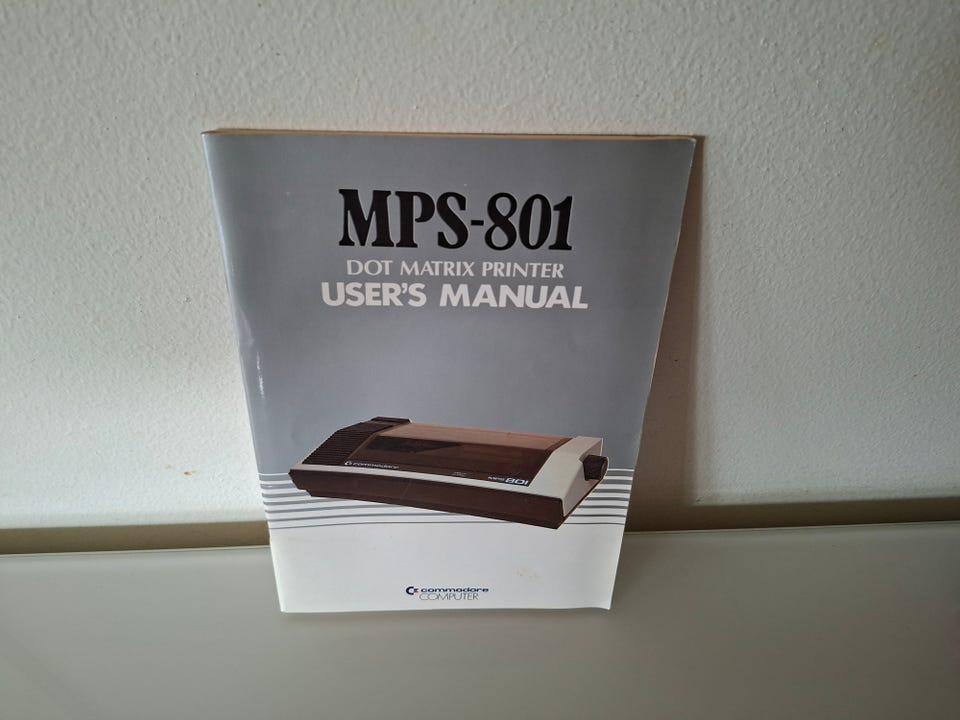 MPS-801
DOT MATRIX PRINTER
USER'S MANUAL
commodore
MPS 801
commodore
COMPUTER